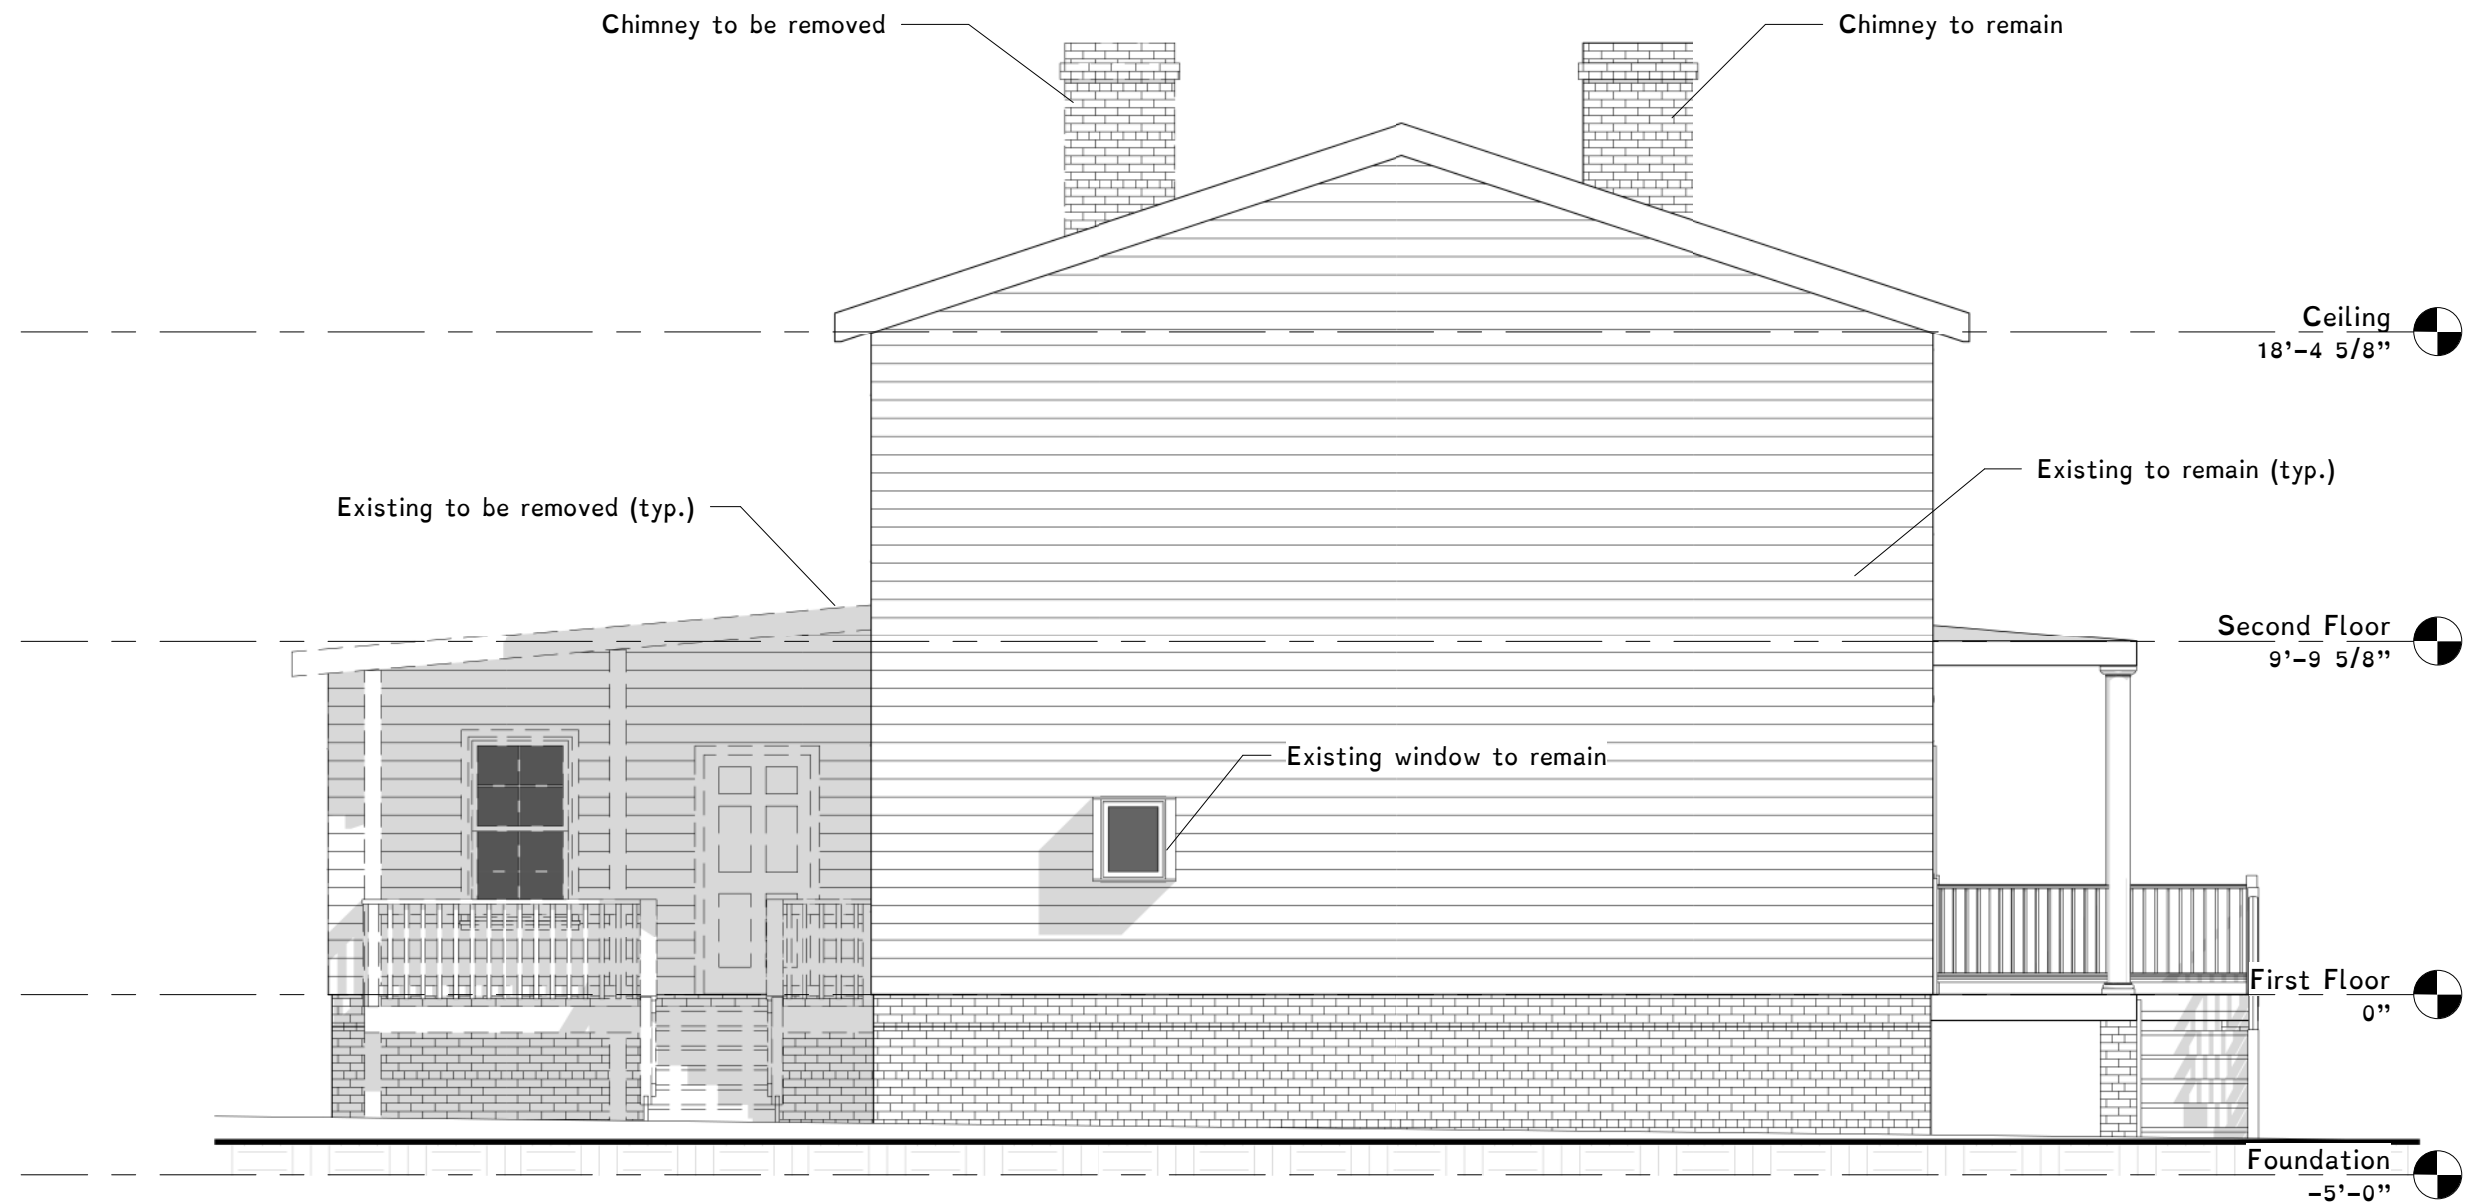 Chimney to be removed
Chimney to remain
Ceiling
18’–4 5/8”
Existing to remain (typ.)
Existing to be removed (typ.)
Second Floor
9’–9 5/8”
Existing window to remain
First Floor
0”
Foundation
–5’–0”